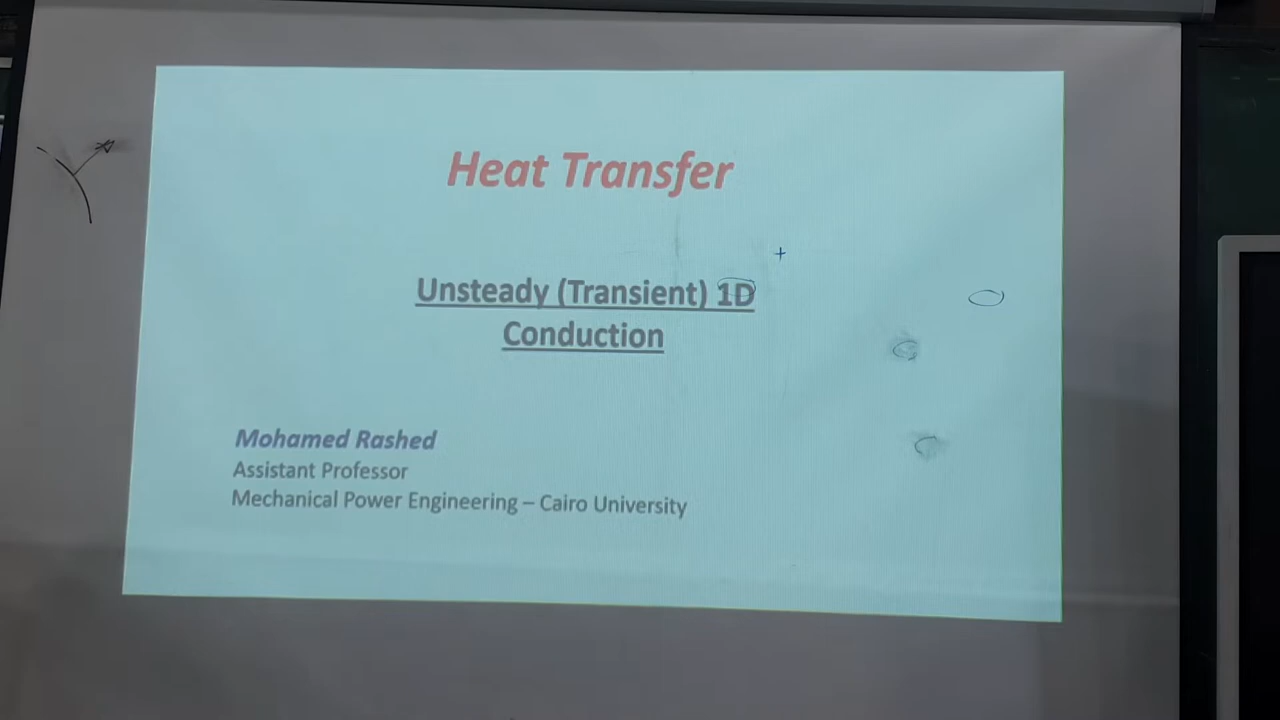 Heat Transfer
Unsteady (Transient) 1D
Conduction
Mohamed Rashed
Assistant Professor
Mechanical Power Engineering – Cairo University